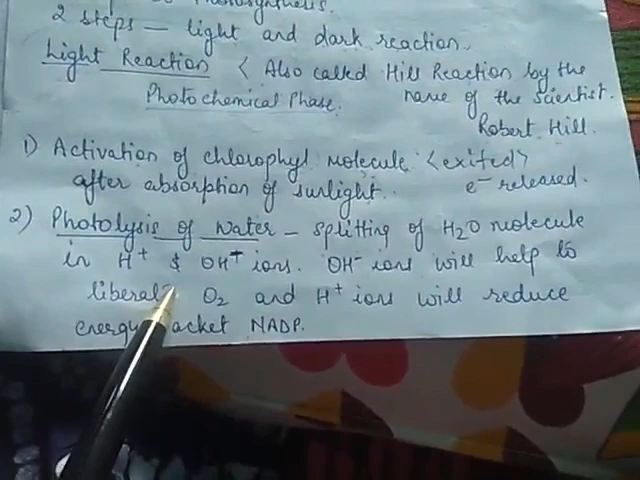 Photosynthesis.
2 steps — light and dark reaction.
Light Reaction < Also called Hill Reaction by the
Photochemical Phase. name of the scientist.
Robert Hill.
1) Activation of chlorophyl molecule <exited>
after absorption of sunlight. e- released.
2) Photolysis of water – splitting of H2O molecule
in H+ & OH+ ions. OH- ions will help to
O2 and H+ ions will reduce
NADP.